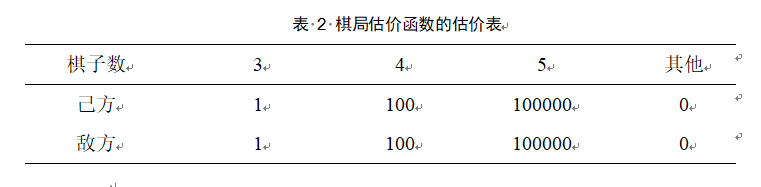 表 2 棋局估价函数的估价表
棋子数 3 4 5 其他
己方 1 100 100000 0
敌方 1 100 100000 0